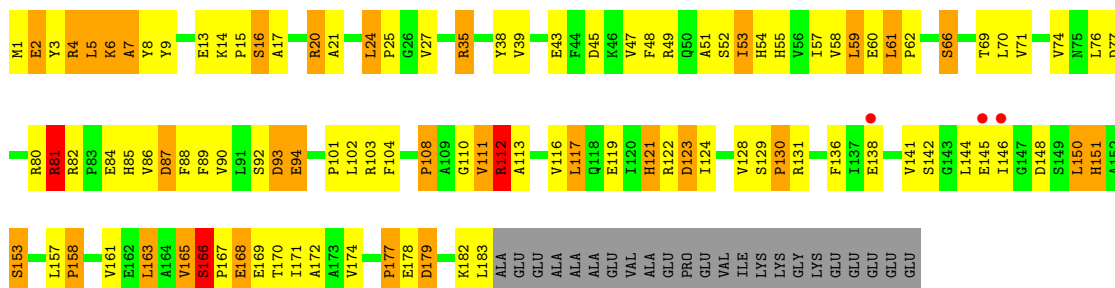 M1 E2 Y3 R4 L5 K6 A7 Y8 Y9 E13 K14 P15 S16 A17 R20 A21 L24 P25 G26 V27 R35 Y38 V39 E43 F44 D45 K46 V47 F48 R49 Q50 A51 S52 I53 H54 H55 V56 I57 V58 L59 E60 L61 P62 S66 T69 L70 V71 V74 N75 L76
R80 R81 R82 P83 E84 H85 V86 D87 F88 F89 V90 L91 S92 D93 E94 P101 L102 R103 F104 P108 A109 G110 V111 R112 A113 V116 L117 Q118 E119 I120 H121 R122 D123 I124 V128 S129 P130 R131 F136 I137 E138 V141 S142 G143 L144 E145 I146 G147 D148 S149 L150 H151
S153 L157 P158 V161 E162 L163 A164 V165 S166 P167 E168 E169 T170 I171 A172 A173 V174 P177 E178 D179 K182 L183 ALA GLU GLU ALA ALA ALA GLU VAL ALA GLU PRO GLU VAL ILE LYS LYS GLY LYS GLU GLU GLU GLU GLU